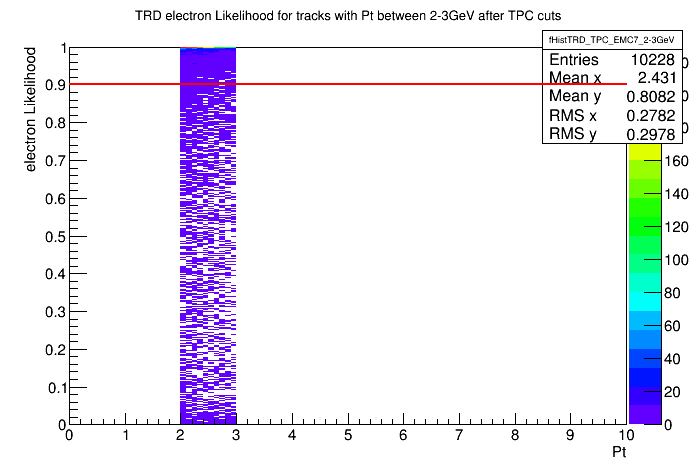 TRD electron Likelihood for tracks with Pt between 2-3GeV after TPC cuts
fHistTRD_TPC_EMC7_2-3GeV
Entries 10228
Mean x 2.431
Mean y 0.8082
RMS x 0.2782
RMS y 0.2978
electron Likelihood
1
0.9
0.8
0.7
0.6
0.5
0.4
0.3
0.2
0.1
0
0 1 2 3 4 5 6 7 8 9 10
Pt
0
0
0
160
140
120
100
80
60
40
20
0